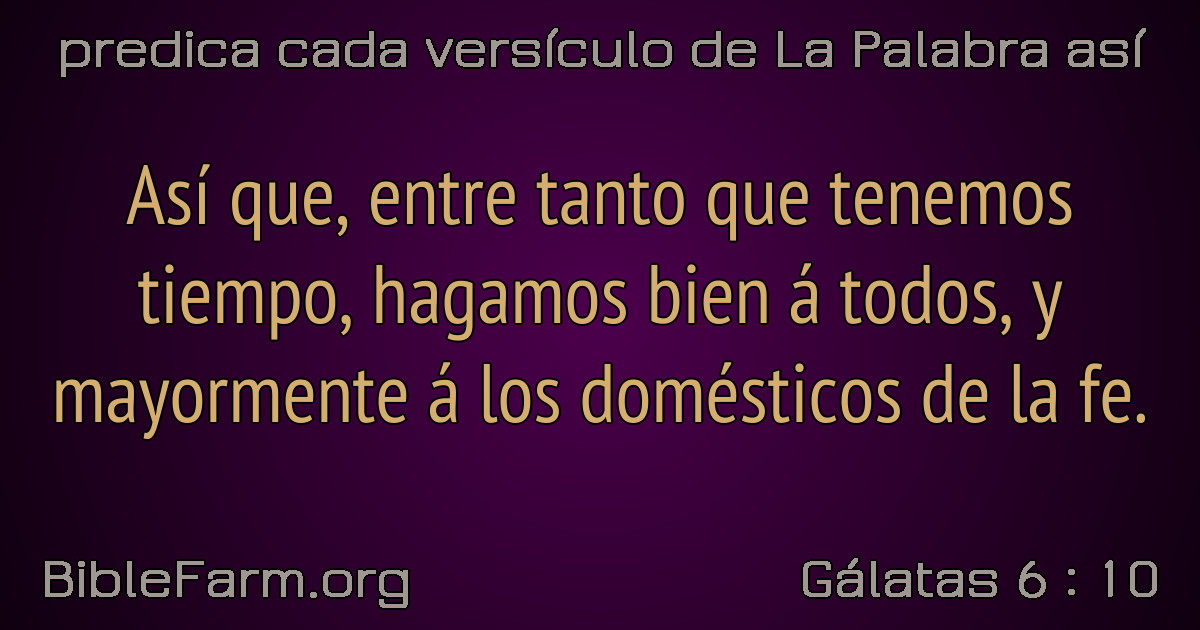 predica cada versículo de La Palabra así
Así que, entre tanto que tenemos
tiempo, hagamos bien á todos, y
mayormente á los domésticos de la fe.
BibleFarm.org
Gálatas 6 : 10